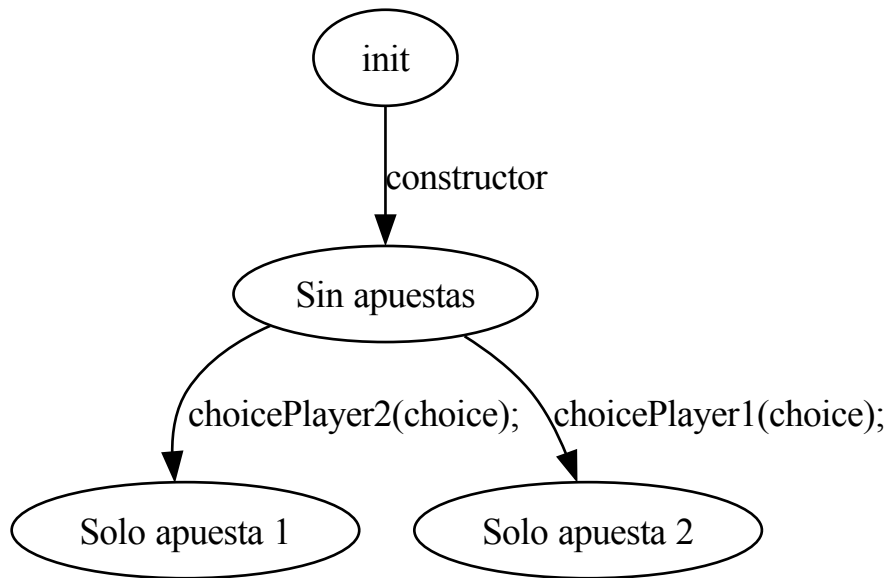 init
constructor
Sin apuestas
choicePlayer2(choice);
choicePlayer1(choice);
Solo apuesta 1
Solo apuesta 2